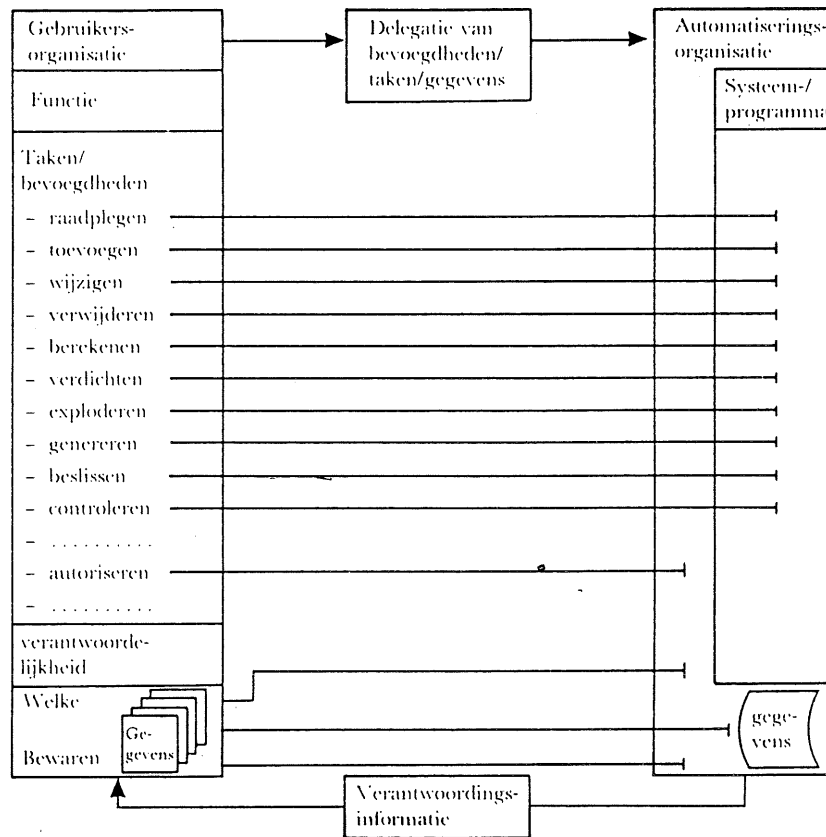 Gebruikers-
organisatie
Delegatie van
bevoegdheden/
taken/gegevens
Automatiserings-
organisatie
Functie
Systeem-/
programma
Taken/
bevoegdheden
- raadplegen
- toevoegen
- wijzigen
- verwijderen
- berekenen
- verdichten
- exploderen
- genereren
- beslissen
- controleren
- . . . . . . . . . .
- autoriseren
- . . . . . . . . . .
verantwoorde-
lijkheid
Welke
Ge-
gevens
Bewaren
gege-
vens
Verantwoordings-
informatie